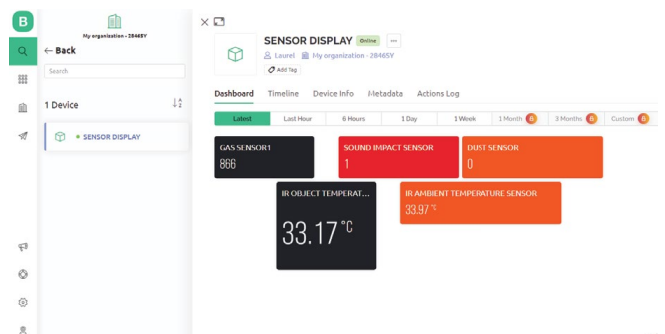 B
My organization - 2846SY
← Back
Search
1 Device
SENSOR DISPLAY
SENSOR DISPLAY Online ...
Laurel My organization - 2846SY
Add Tag
Dashboard Timeline Device Info Metadata Actions Log
Latest Last Hour 6 Hours 1 Day 1 Week 1 Month 3 Months Custom
GAS SENSOR1 SOUND IMPACT SENSOR DUST SENSOR
866 1 0
IR OBJECT TEMPERAT... IR AMBIENT TEMPERATURE SENSOR
33.97 °C
33.17 °C